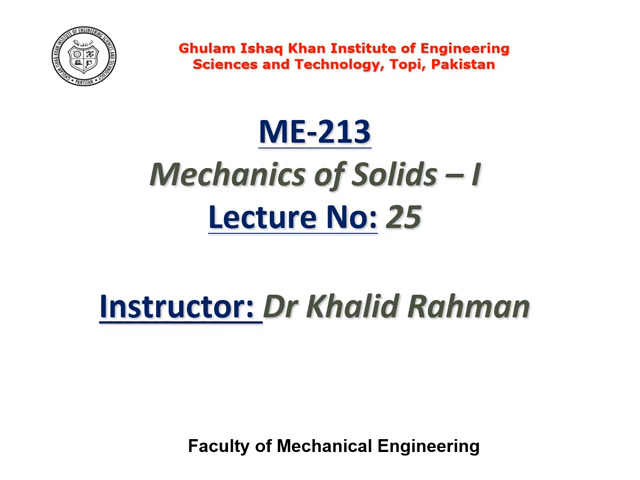 Ghulam Ishaq Khan Institute of Engineering
Sciences and Technology, Topi, Pakistan
ME-213
Mechanics of Solids – I
Lecture No: 25
Instructor: Dr Khalid Rahman
Faculty of Mechanical Engineering